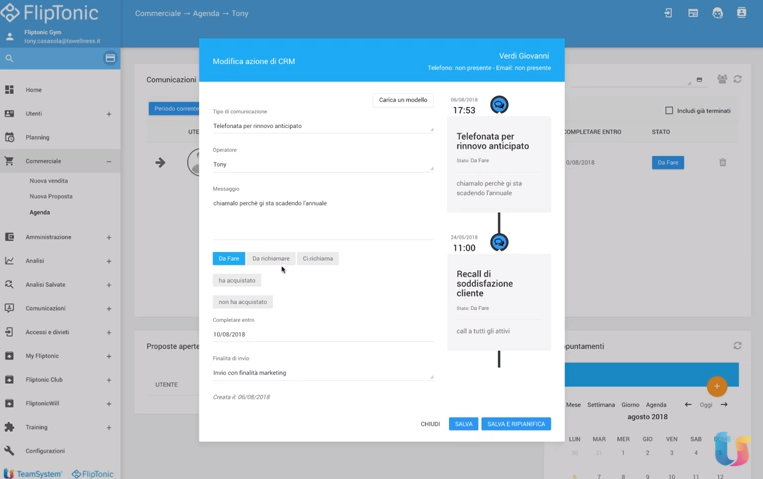 FLIPTONIC
Fliptonic Gym
tony.casasola@towellness.it
Home
Utenti
Planning
Commerciale
Nuova vendita
Nuova Proposta
Agenda
Amministrazione
Analisi
Analisi Salvate
Comunicazioni
Accessi e divieti
My Fliptonic
Fliptonic Club
FliptonicWill
Training
Configurazioni
TeamSystem FLIPTONIC
Commerciale → Agenda → Tony
Comunicazioni
Periodo corrente
UTE
Includi già terminati
COMPLETARE ENTRO STATO
0/08/2018 Da Fare
Proposte aperte
UTENTE
puntamenti
Mese Settimana Giorno Agenda ← Oggi →
agosto 2018
LUN MAR MER GIO VEN SAB
30 31 1 2 3 4
6 7 8 9 10 11
Modifica azione di CRM
Verdi Giovanni
Telefono: non presente - Email: non presente
Carica un modello
Tipo di comunicazione
Telefonata per rinnovo anticipato
Operatore
Tony
Messaggio
chiamalo perchè gi sta scadendo l'annuale
Da Fare Da richiamare Ci richiama
ha acquistato
non ha acquistato
Completare entro
10/08/2018
Finalità di invio
Invio con finalità marketing
Creata il: 06/08/2018
06/08/2018
17:53
Telefonata per
rinnovo anticipato
Stato: Da Fare
chiamalo perchè gi sta
scadendo l'annuale
24/05/2018
11:00
Recall di
soddisfazione
cliente
Stato: Da Fare
call a tutti gli attivi
CHIUDI SALVA SALVA E RIPIANIFICA